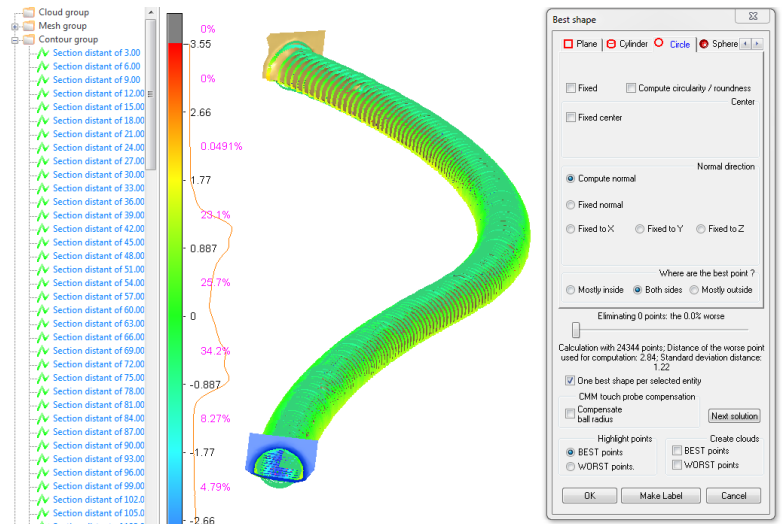 Cloud group
Mesh group
Contour group
Section distant of 3.00
Section distant of 6.00
Section distant of 9.00
Section distant of 12.00
Section distant of 15.00
Section distant of 18.00
Section distant of 21.00
Section distant of 24.00
Section distant of 27.00
Section distant of 30.00
Section distant of 33.00
Section distant of 36.00
Section distant of 39.00
Section distant of 42.00
Section distant of 45.00
Section distant of 48.00
Section distant of 51.00
Section distant of 54.00
Section distant of 57.00
Section distant of 60.00
Section distant of 63.00
Section distant of 66.00
Section distant of 69.00
Section distant of 72.00
Section distant of 75.00
Section distant of 78.00
Section distant of 81.00
Section distant of 84.00
Section distant of 87.00
Section distant of 90.00
Section distant of 93.00
Section distant of 96.00
Section distant of 99.00
Section distant of 102.0
Section distant of 105.0
0%
3.55
0%
2.66
0.0491%
1.77
23.1%
0.887
25.7%
0
34.2%
-0.887
8.27%
-1.77
4.79%
-2.66
Best shape
Plane Cylinder Circle Sphere
Fixed Compute circularity / roundness
Center
Fixed center
Normal direction
Compute normal
Fixed normal
Fixed to X Fixed to Y Fixed to Z
Where are the best point ?
Mostly inside Both sides Mostly outside
Eliminating 0 points: the 0.0% worse
Calculation with 24344 points; Distance of the worse point
used for computation: 2.84; Standard deviation distance:
1.22
One best shape per selected entity
CMM touch probe compensation
Compensate
ball radius
Next solution
Highlight points
BEST points
WORST points.
Create clouds
BEST points
WORST points
OK Make Label Cancel